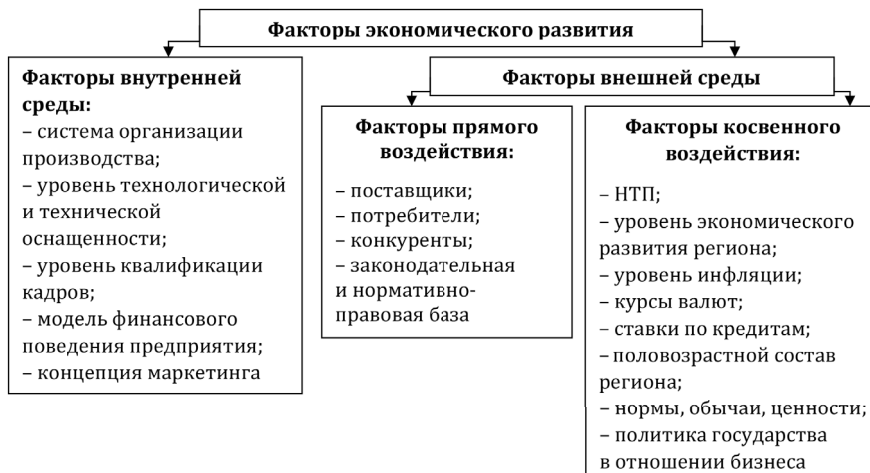 Факторы экономического развития
Факторы внутренней
среды:
– система организации
производства;
– уровень технологической
и технической
оснащенности;
– уровень квалификации
кадров;
– модель финансового
поведения предприятия;
– концепция маркетинга
Факторы внешней среды
Факторы прямого
воздействия:
– поставщики;
– потребители;
– конкуренты;
– законодательная
и нормативно-
правовая база
Факторы косвенного
воздействия:
– НТП;
– уровень экономического
развития региона;
– уровень инфляции;
– курсы валют;
– ставки по кредитам;
– половозрастной состав
региона;
– нормы, обычаи, ценности;
– политика государства
в отношении бизнеса